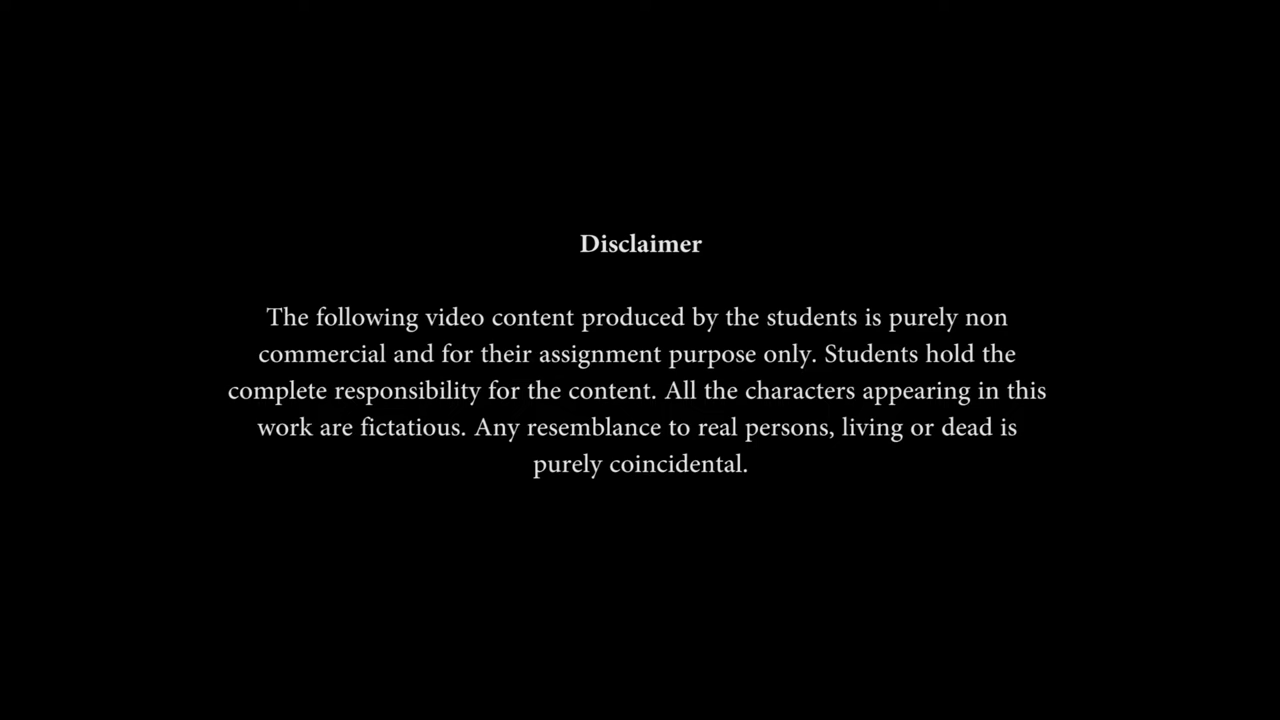 Disclaimer
The following video content produced by the students is purely non
commercial and for their assignment purpose only. Students hold the
complete responsibility for the content. All the characters appearing in this
work are fictatious. Any resemblance to real persons, living or dead is
purely coincidental.